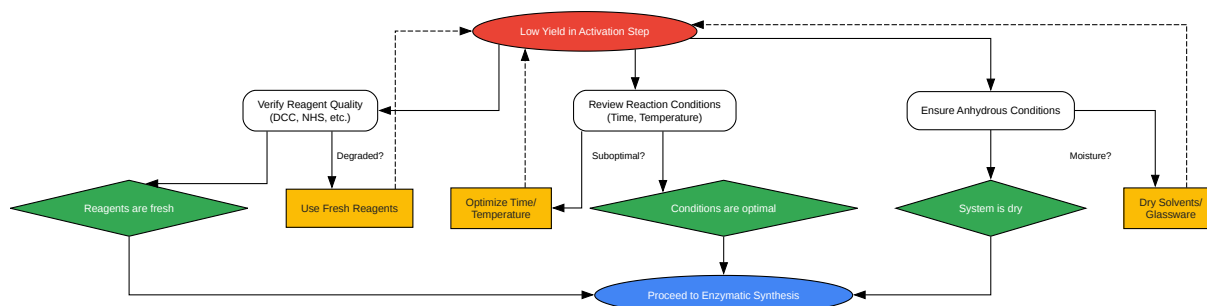 Low Yield in Activation Step
Verify Reagent Quality
(DCC, NHS, etc.)
Review Reaction Conditions
(Time, Temperature)
Ensure Anhydrous Conditions
Degraded?
Suboptimal?
Moisture?
Reagents are fresh
Use Fresh Reagents
Optimize Time/
Temperature
Conditions are optimal
System is dry
Dry Solvents/
Glassware
Proceed to Enzymatic Synthesis